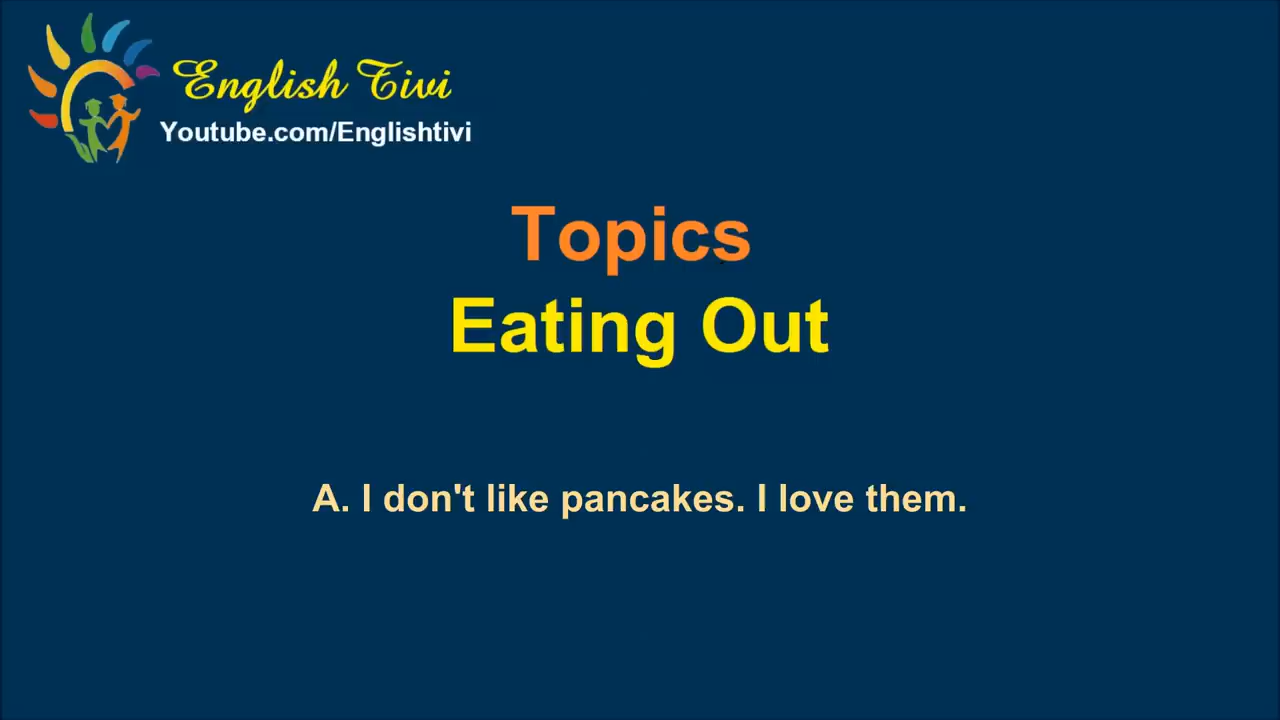 English Tivi
Youtube.com/Englishtivi
Topics
Eating Out
A. I don't like pancakes. I love them.